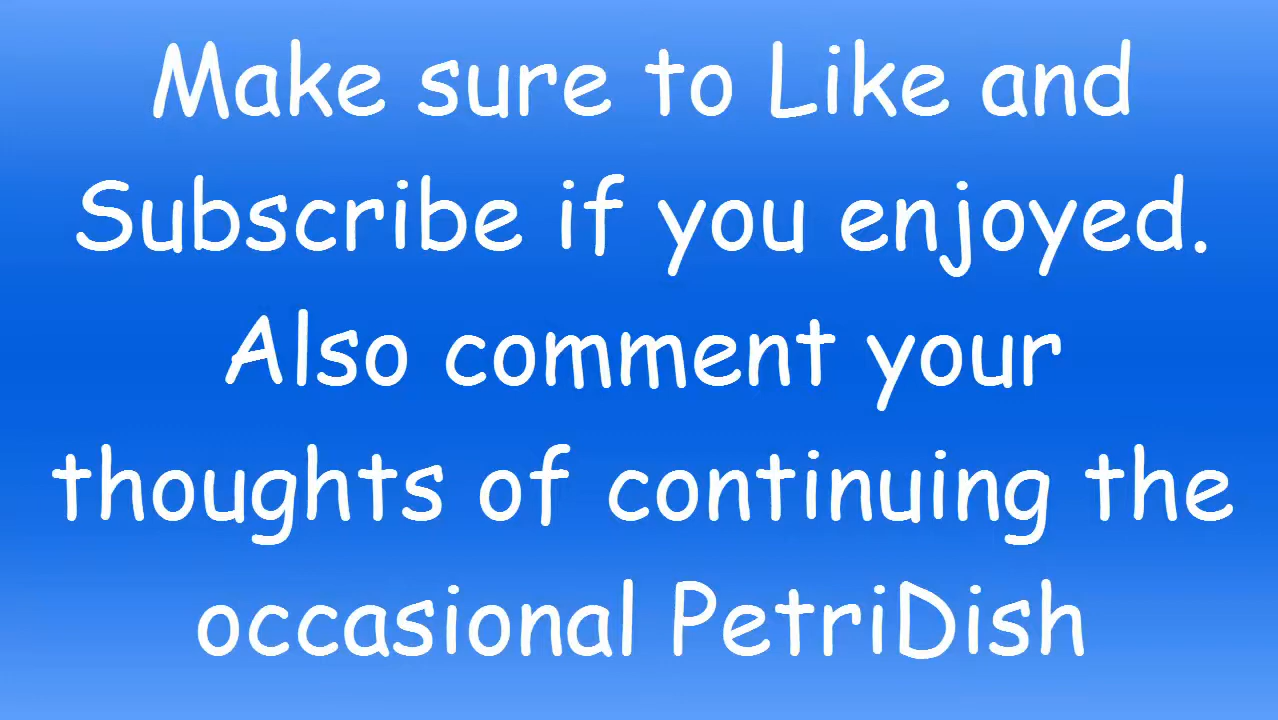 Make sure to Like and
Subscribe if you enjoyed.
Also comment your
thoughts of continuing the
occasional PetriDish